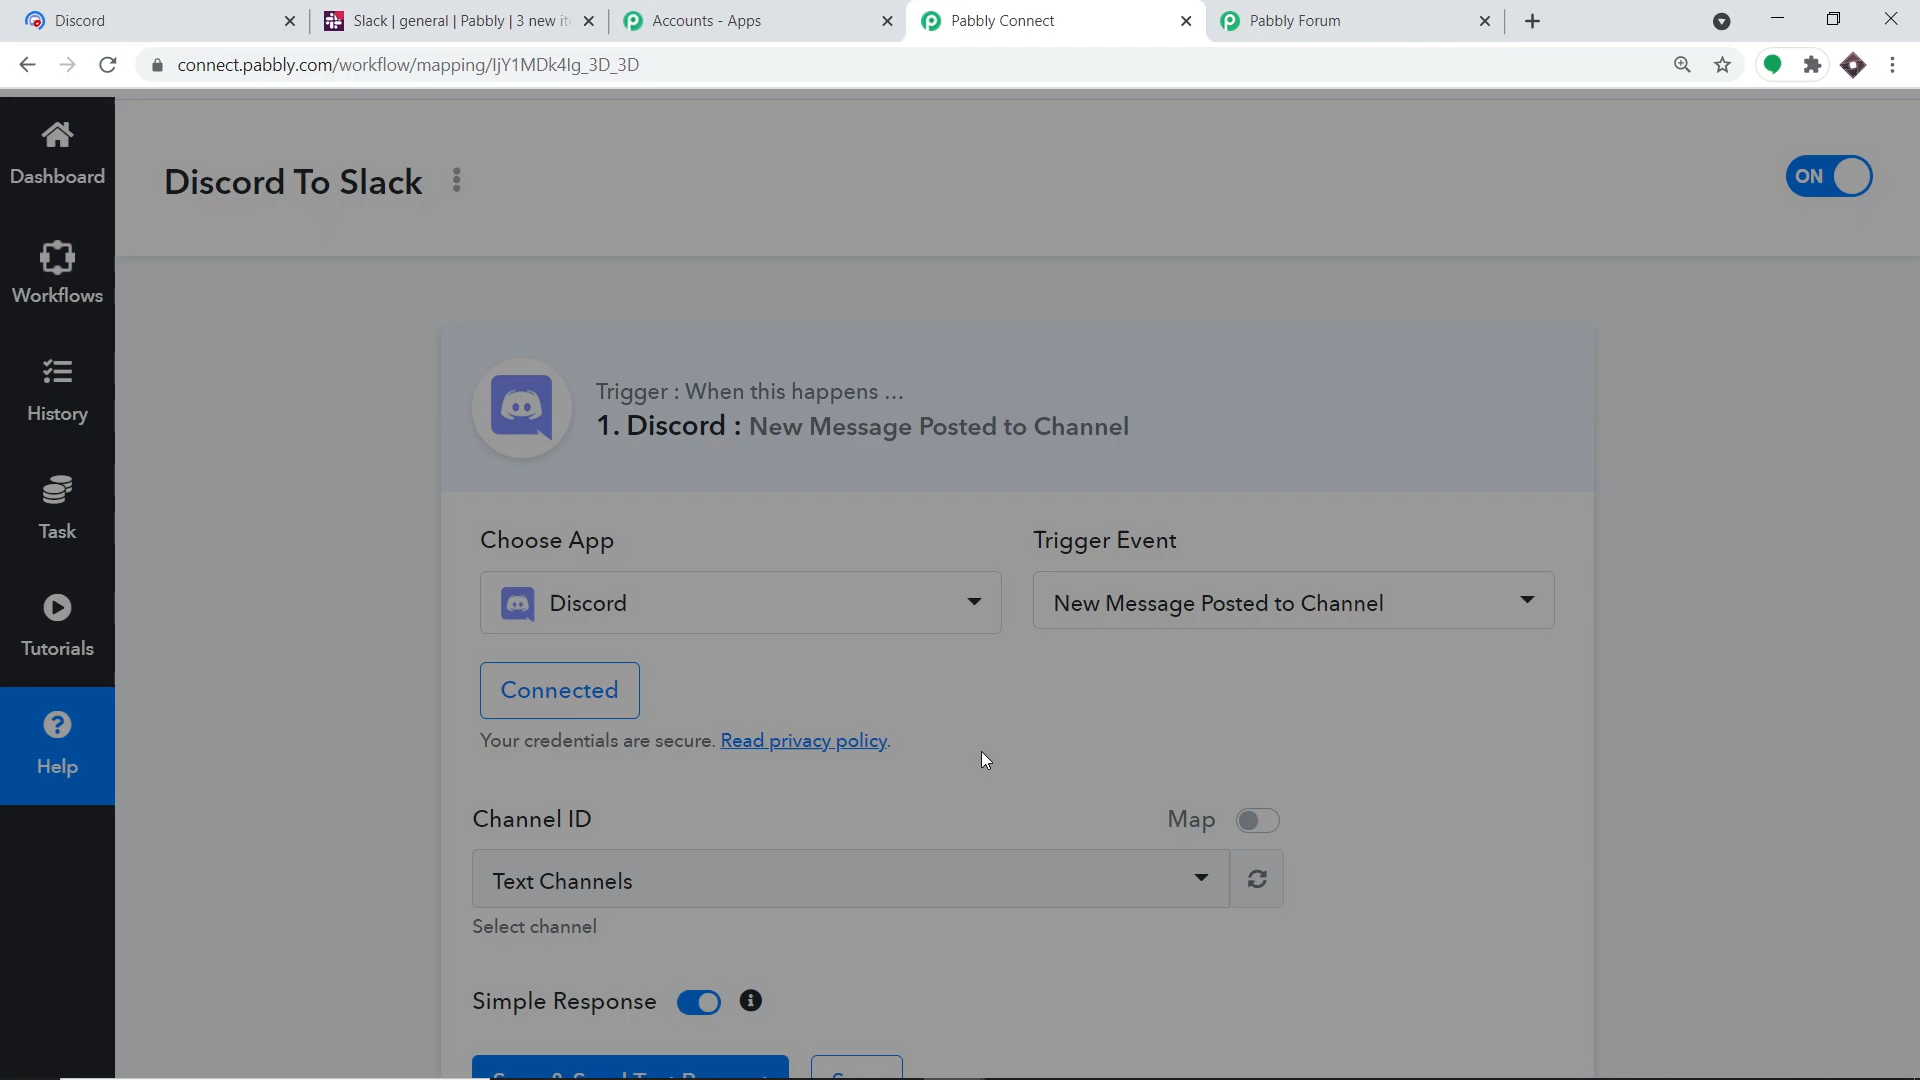 Discord
Slack | general | Pabbly | 3 new it
Accounts - Apps
Pabbly Connect
Pabbly Forum
connect.pabbly.com/workflow/mapping/IjY1MDk4Ig_3D_3D
Dashboard
Workflows
History
Task
Tutorials
Help
Discord To Slack
ON
Trigger : When this happens ...
1. Discord : New Message Posted to Channel
Choose App
Trigger Event
Discord
New Message Posted to Channel
Connected
Your credentials are secure. Read privacy policy.
Channel ID
Map
Text Channels
Select channel
Simple Response